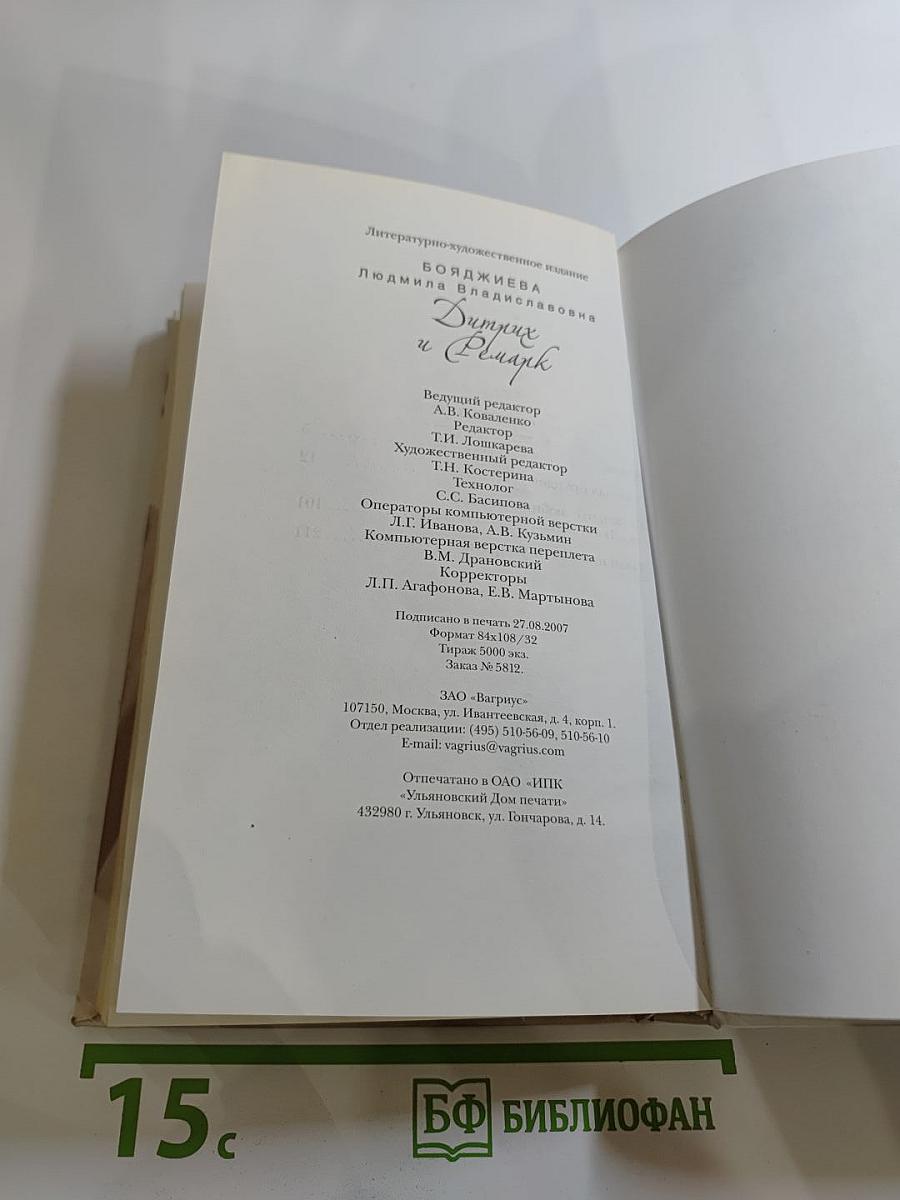 Литературно-художественное издание
БОЯДЖИЕВА
Людмила Владиславовна
Дитрих
и Ремарк
Ведущий редактор
А.В. Коваленко
Редактор
Т.И. Лошкарева
Художественный редактор
Т.Н. Костерина
Технолог
С.С. Басипова
Операторы компьютерной верстки
Л.Г. Иванова, А.В. Кузьмин
Компьютерная верстка переплета
В.М. Драновский
Корректоры
Л.П. Агафонова, Е.В. Мартынова
Подписано в печать 27.08.2007
Формат 84x108/32
Тираж 5000 экз.
Заказ № 5812.
ЗАО «Вагриус»
107150, Москва, ул. Ивантеевская, д. 4, корп. 1.
Отдел реализации: (495) 510-56-09, 510-56-10
E-mail: vagrius@vagrius.com
Отпечатано в ОАО «ИПК
«Ульяновский Дом печати»
432980 г. Ульяновск, ул. Гончарова, д. 14.
15 с
БФ БИБЛИОФАН